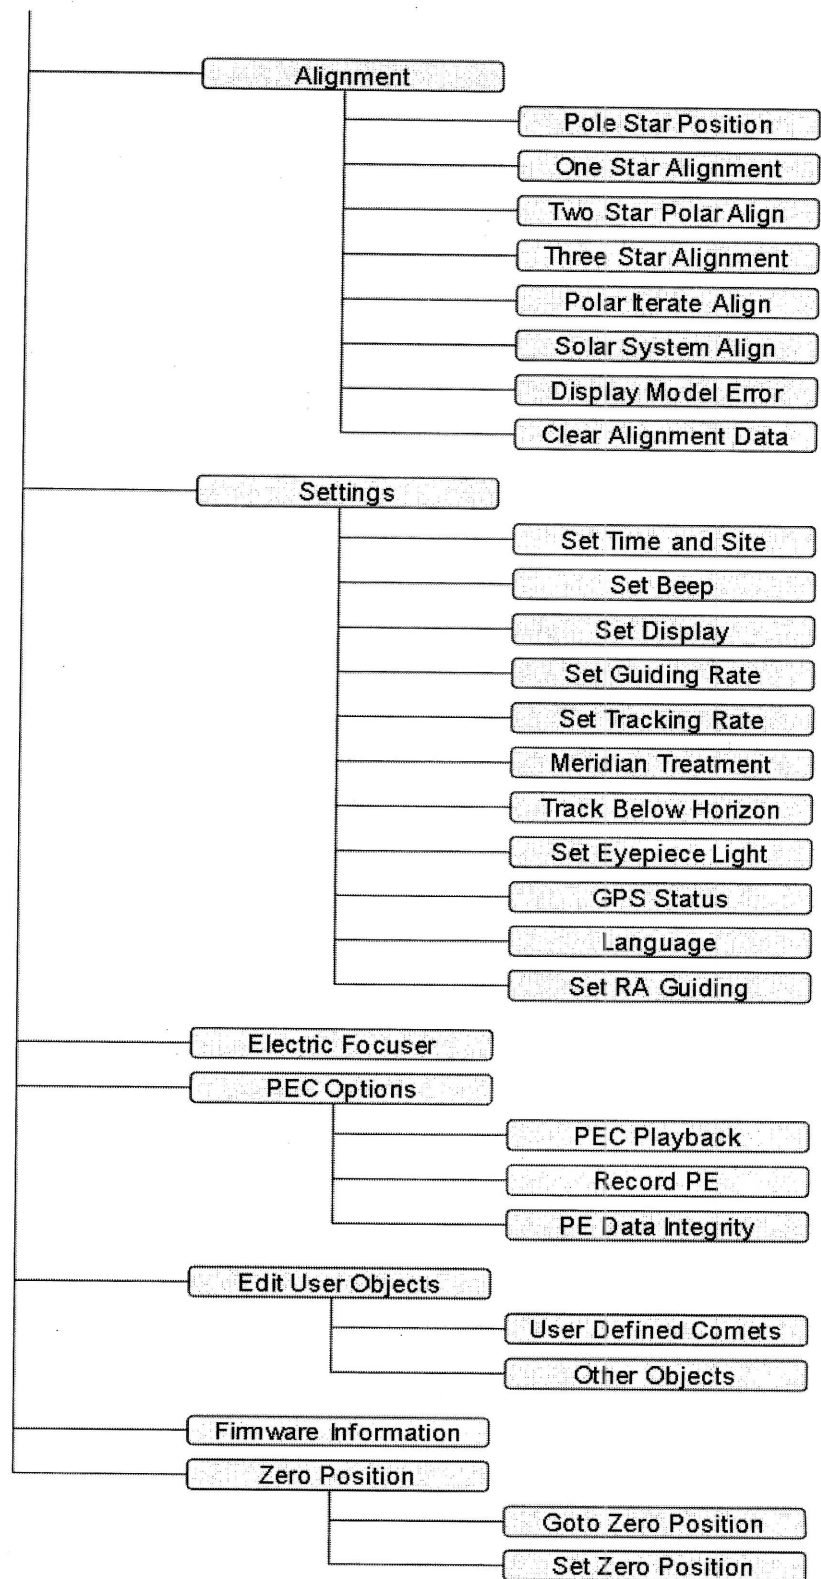 Alignment
Pole Star Position
One Star Alignment
Two Star Polar Align
Three Star Alignment
Polar Iterate Align
Solar System Align
Display Model Error
Clear Alignment Data
Settings
Set Time and Site
Set Beep
Set Display
Set Guiding Rate
Set Tracking Rate
Meridian Treatment
Track Below Horizon
Set Eyepiece Light
GPS Status
Language
Set RA Guiding
Electric Focuser
PEC Options
PEC Playback
Record PE
PE Data Integrity
Edit User Objects
User Defined Comets
Other Objects
Firmware Information
Zero Position
Goto Zero Position
Set Zero Position